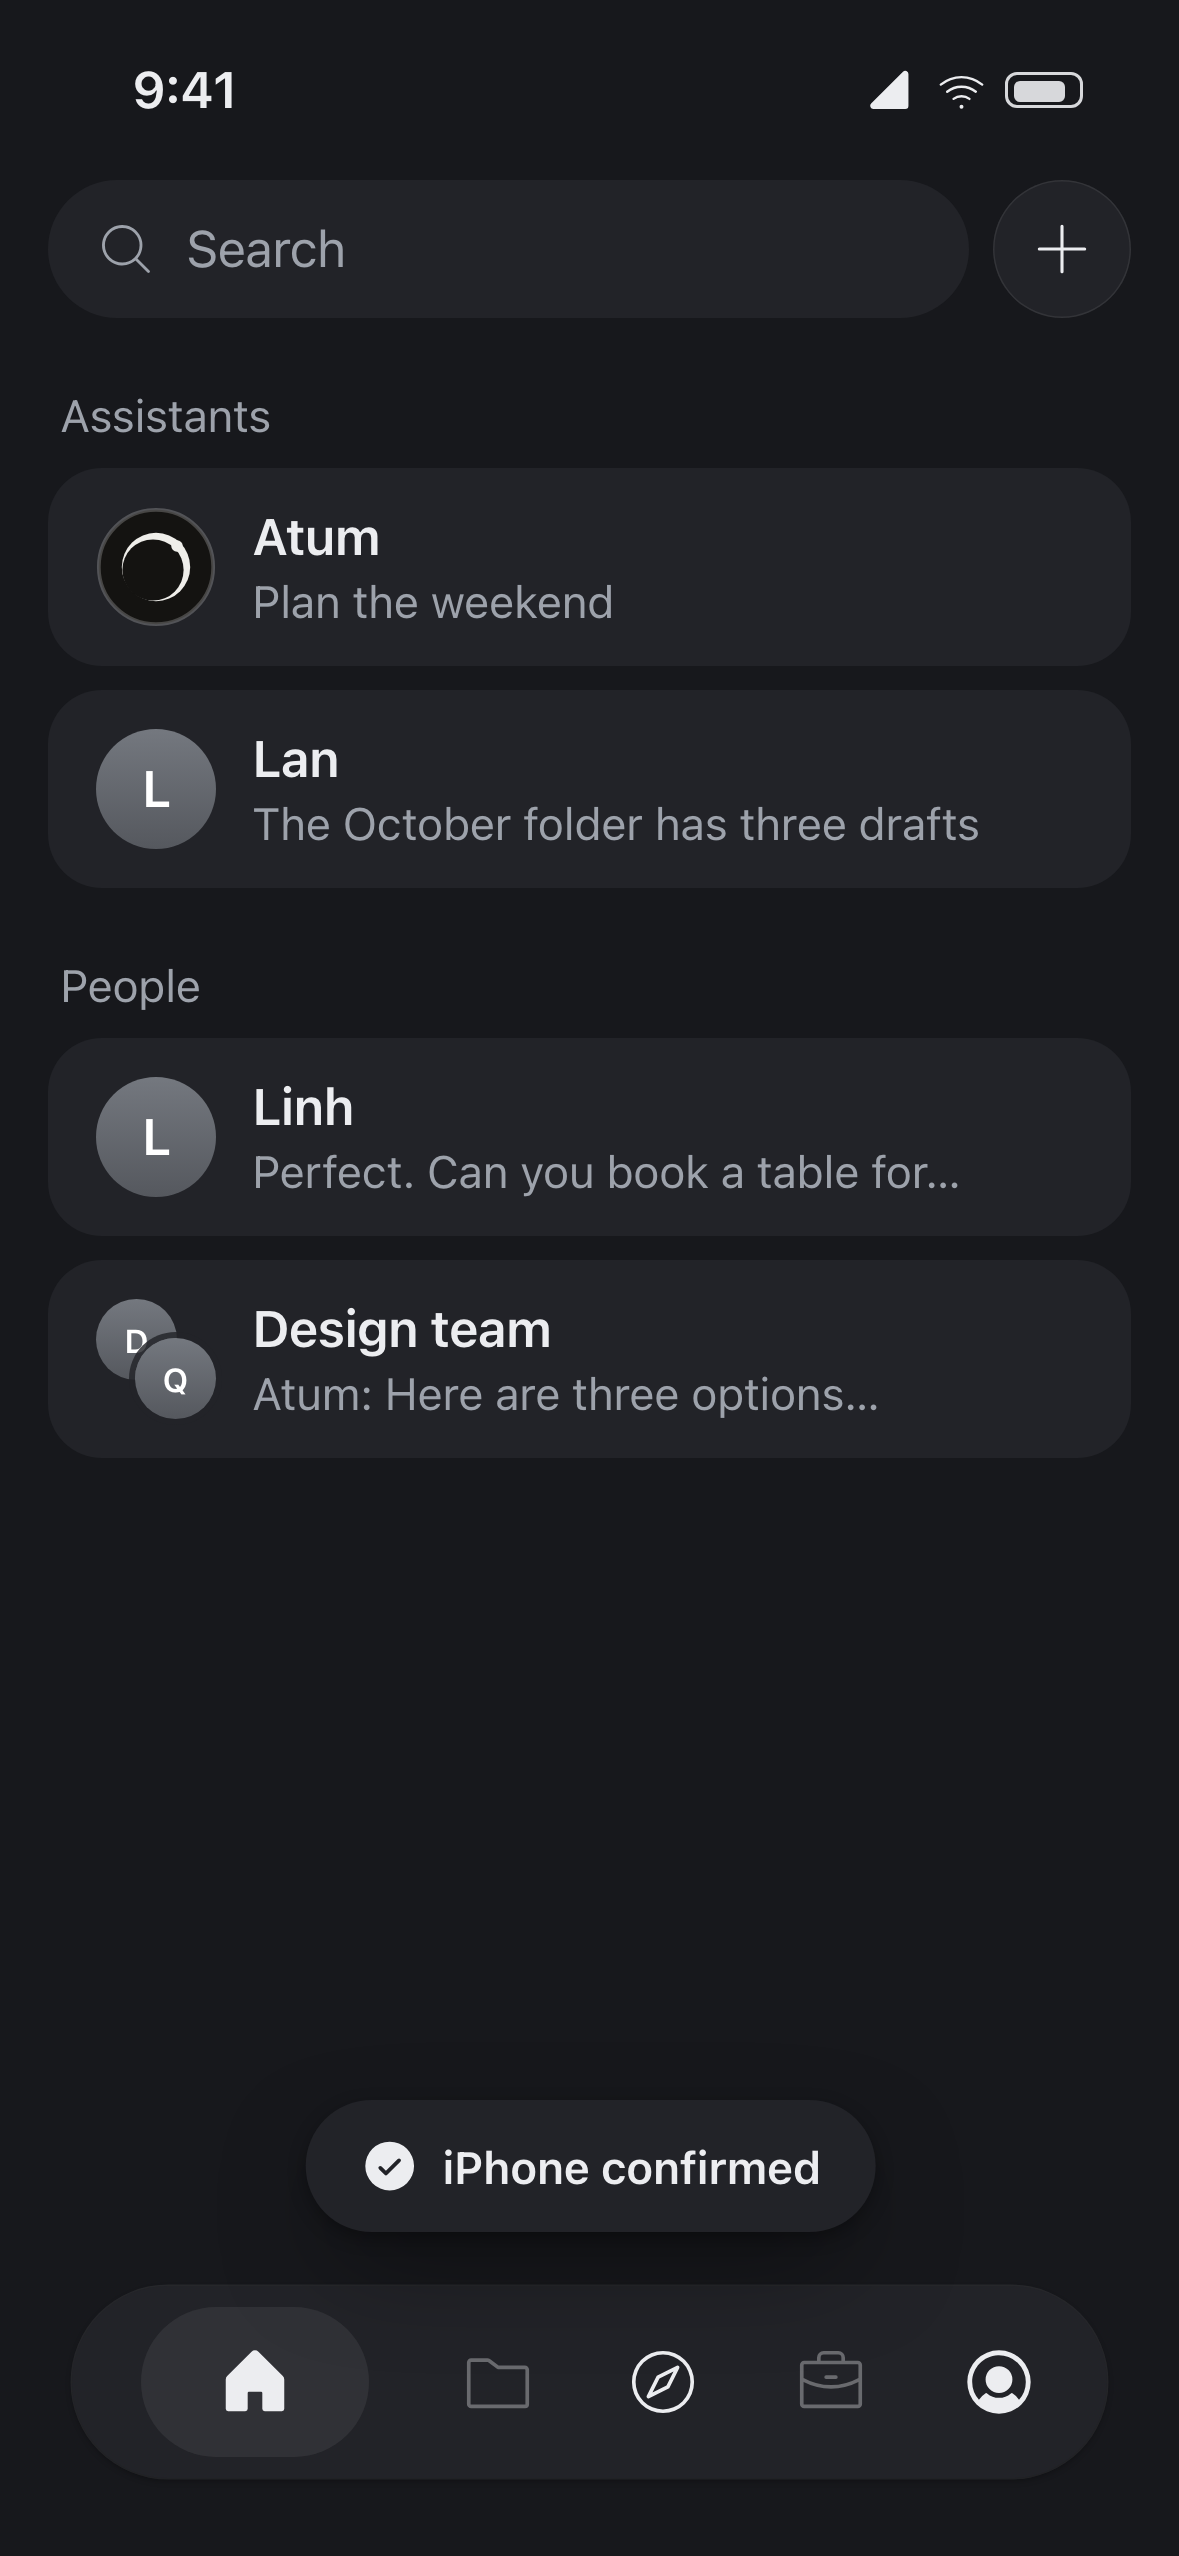 9:41
Search
Assistants
Atum
Plan the weekend
L
Lan
The October folder has three drafts
People
L
Linh
Perfect. Can you book a table for...
D
Q
Design team
Atum: Here are three options...
iPhone confirmed